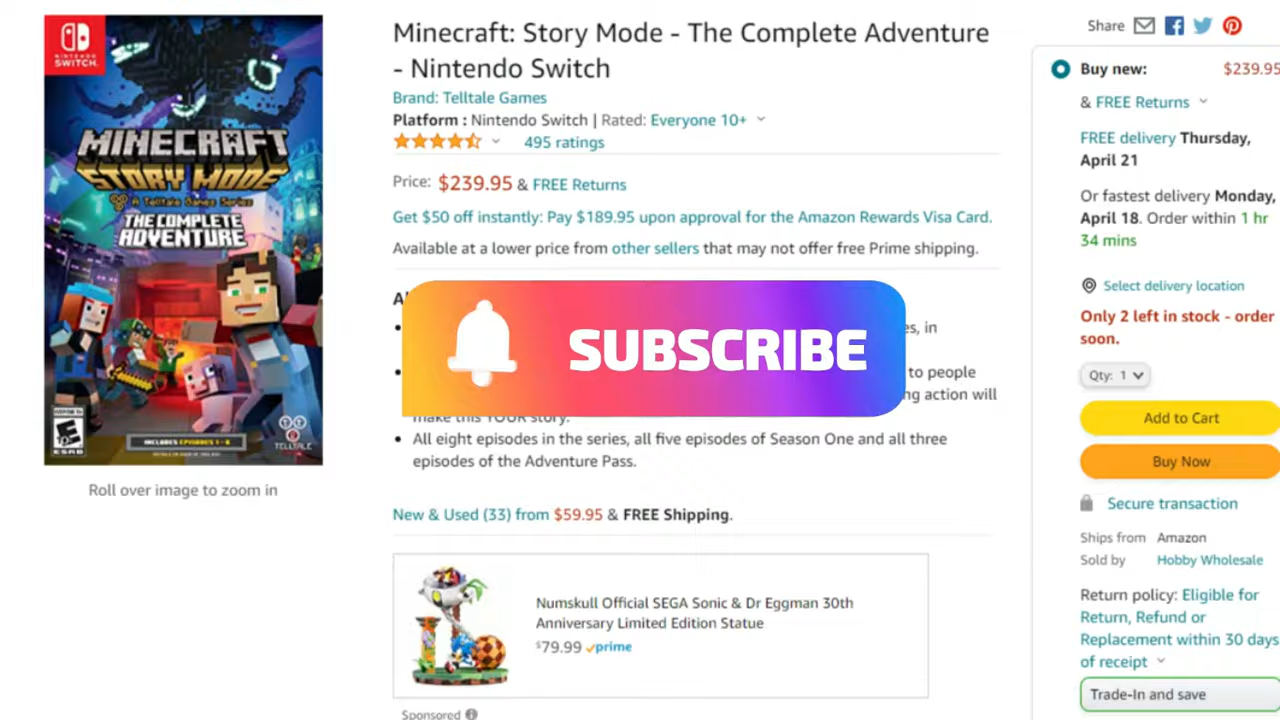 NINTENDO
SWITCH
MINECRAFT
STORY MODE
A Telltale Games Series
THE COMPLETE
ADVENTURE
E
ESRB
INCLUDES EPISODES 1-8
TELLTALE
Roll over image to zoom in
Minecraft: Story Mode - The Complete Adventure
- Nintendo Switch
Brand: Telltale Games
Platform : Nintendo Switch | Rated: Everyone 10+
495 ratings
Price: $239.95 & FREE Returns
Get $50 off instantly: Pay $189.95 upon approval for the Amazon Rewards Visa Card.
Available at a lower price from other sellers that may not offer free Prime shipping.
SUBSCRIBE
in
to people
action will
make this YOUR story.
All eight episodes in the series, all five episodes of Season One and all three
episodes of the Adventure Pass.
New & Used (33) from $59.95 & FREE Shipping.
Numskull Official SEGA Sonic & Dr Eggman 30th
Anniversary Limited Edition Statue
$79.99 prime
Sponsored
Share
Buy new: $239.95
& FREE Returns
FREE delivery Thursday,
April 21
Or fastest delivery Monday,
April 18. Order within 1 hr
34 mins
Select delivery location
Only 2 left in stock - order
soon.
Qty: 1
Add to Cart
Buy Now
Secure transaction
Ships from Amazon
Sold by Hobby Wholesale
Return policy: Eligible for
Return, Refund or
Replacement within 30 days
of receipt
Trade-In and save